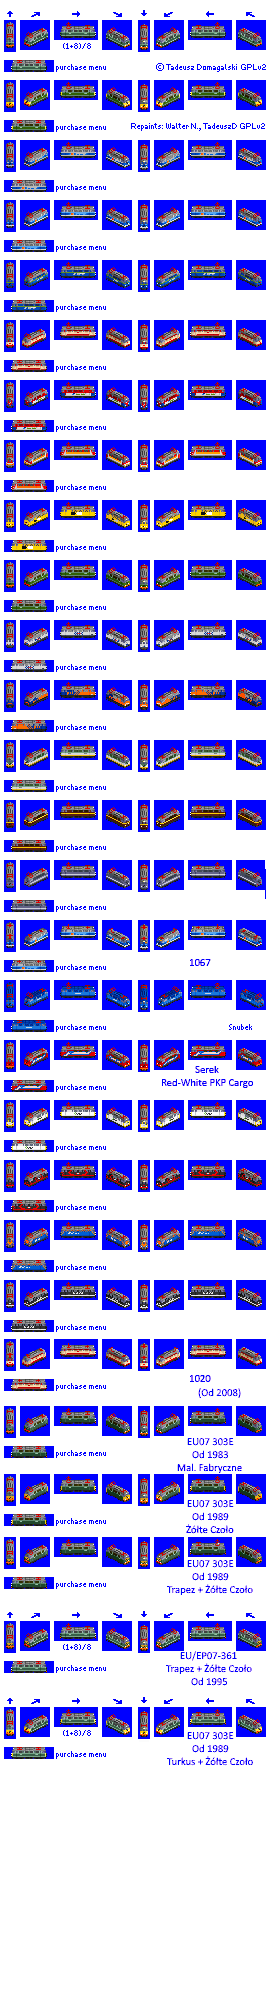 (1+8)/8
purchase menu
© Tadeusz Domagalski GPLv2
purchase menu
Repaints: Walter N., TadeuszD GPLv2
purchase menu
purchase menu
purchase menu
purchase menu
purchase menu
purchase menu
purchase menu
purchase menu
purchase menu
purchase menu
purchase menu
purchase menu
purchase menu
1067
purchase menu
purchase menu
Snubek
Serek
Red-White PKP Cargo
purchase menu
purchase menu
purchase menu
purchase menu
purchase menu
1020
purchase menu
(Od 2008)
EU07 303E
Od 1983
purchase menu
Mal. Fabryczne
EU07 303E
Od 1989
purchase menu
Żółte Czoło
EU07 303E
Od 1989
purchase menu
Trapez + Żółte Czoło
(1+8)/8
EU/EP07-361
purchase menu
Trapez + Żółte Czoło
Od 1995
(1+8)/8
EU07 303E
Od 1989
purchase menu
Turkus + Żółte Czoło